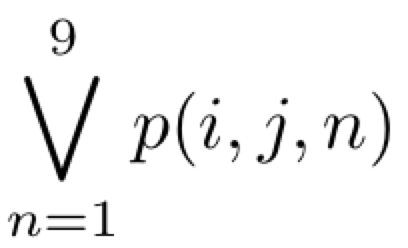 9
⋁ p(i, j, n)
n=1